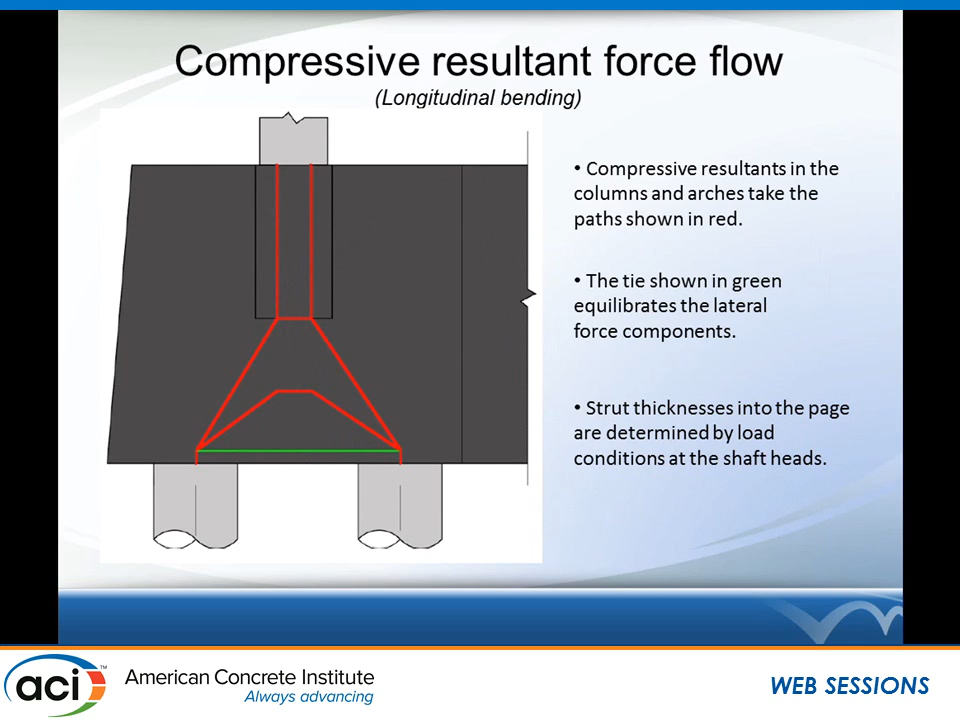 Compressive resultant force flow
(Longitudinal bending)
• Compressive resultants in the
columns and arches take the
paths shown in red.
• The tie shown in green
equilibrates the lateral
force components.
• Strut thicknesses into the page
are determined by load
conditions at the shaft heads.
aci™
American Concrete Institute
Always advancing
WEB SESSIONS